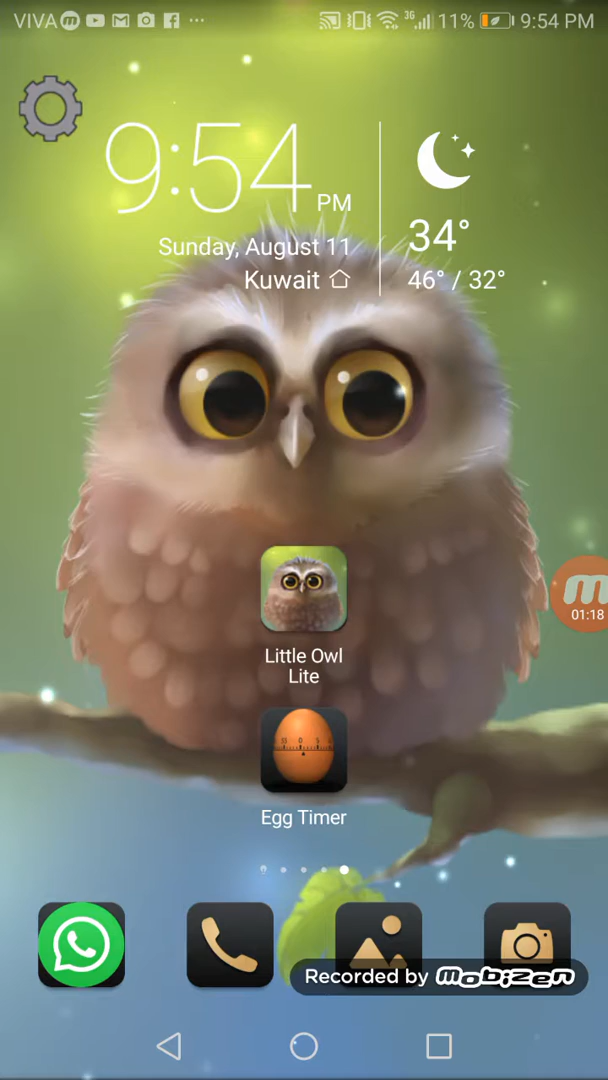 VIVA 3G 11% 9:54 PM
9:54 PM
Sunday, August 11
Kuwait
34°
46° / 32°
m
01:18
Little Owl
Lite
Egg Timer
Recorded by mobizen